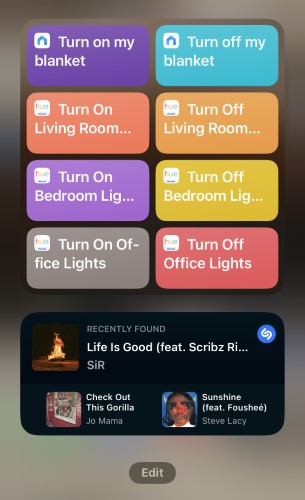 Turn on my
blanket
Turn off my
blanket
hue
Turn On
Living Room...
hue
Turn Off
Living Room...
hue
Turn On
Bedroom Lig...
hue
Turn Off
Bedroom Lig...
hue
Turn On Of-
fice Lights
hue
Turn Off
Office Lights
RECENTLY FOUND
Life Is Good (feat. Scribz Ri...
SiR
Check Out
This Gorilla
Jo Mama
Sunshine
(feat. Fousheé)
Steve Lacy
Edit